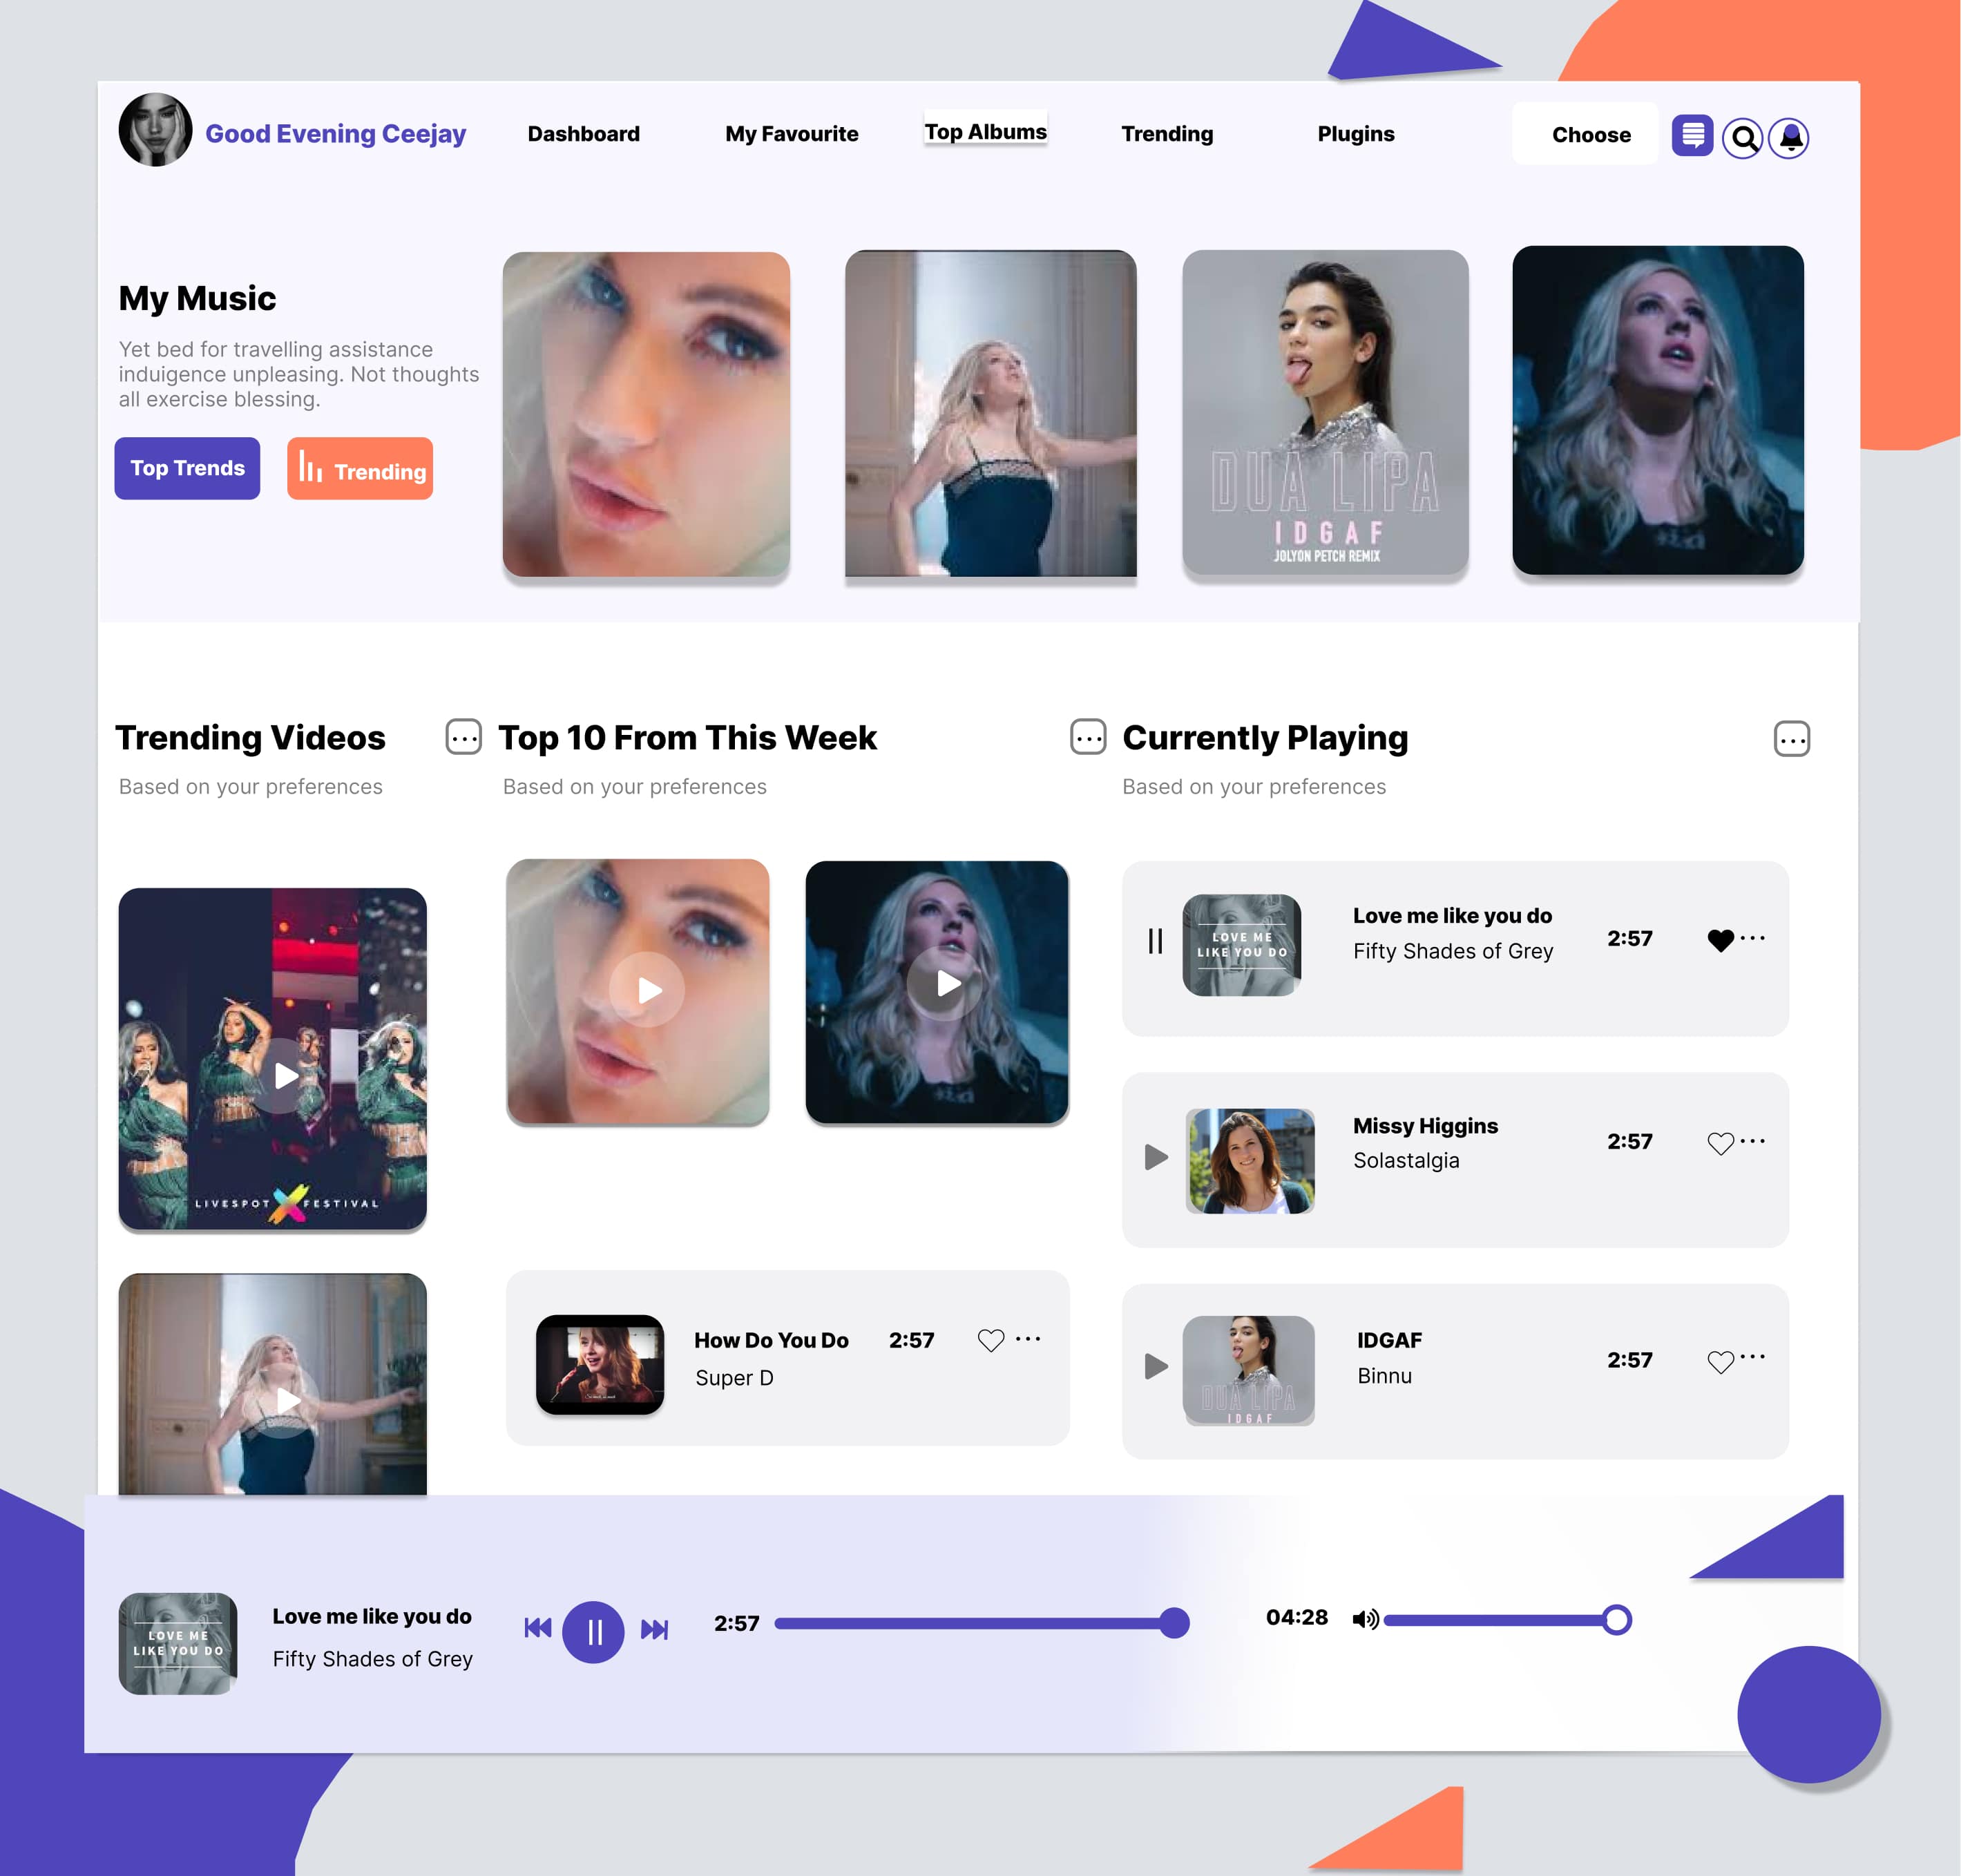 Good Evening Ceejay
Dashboard
My Favourite
Top Albums
Trending
Plugins
Choose
My Music
Yet bed for travelling assistance
induigence unpleasing. Not thoughts
all exercise blessing.
Top Trends
Trending
DUA LIPA
IDGAF
JOLYON PETCH REMIX
Trending Videos
Based on your preferences
Top 10 From This Week
Based on your preferences
Currently Playing
Based on your preferences
LIVESPOT X FESTIVAL
How Do You Do
2:57
Super D
LOVE ME
LIKE YOU DO
Love me like you do
Fifty Shades of Grey
2:57
Missy Higgins
Solastalgia
2:57
DUA LIPA
IDGAF
IDGAF
Binnu
2:57
LOVE ME
LIKE YOU DO
Love me like you do
Fifty Shades of Grey
2:57
04:28